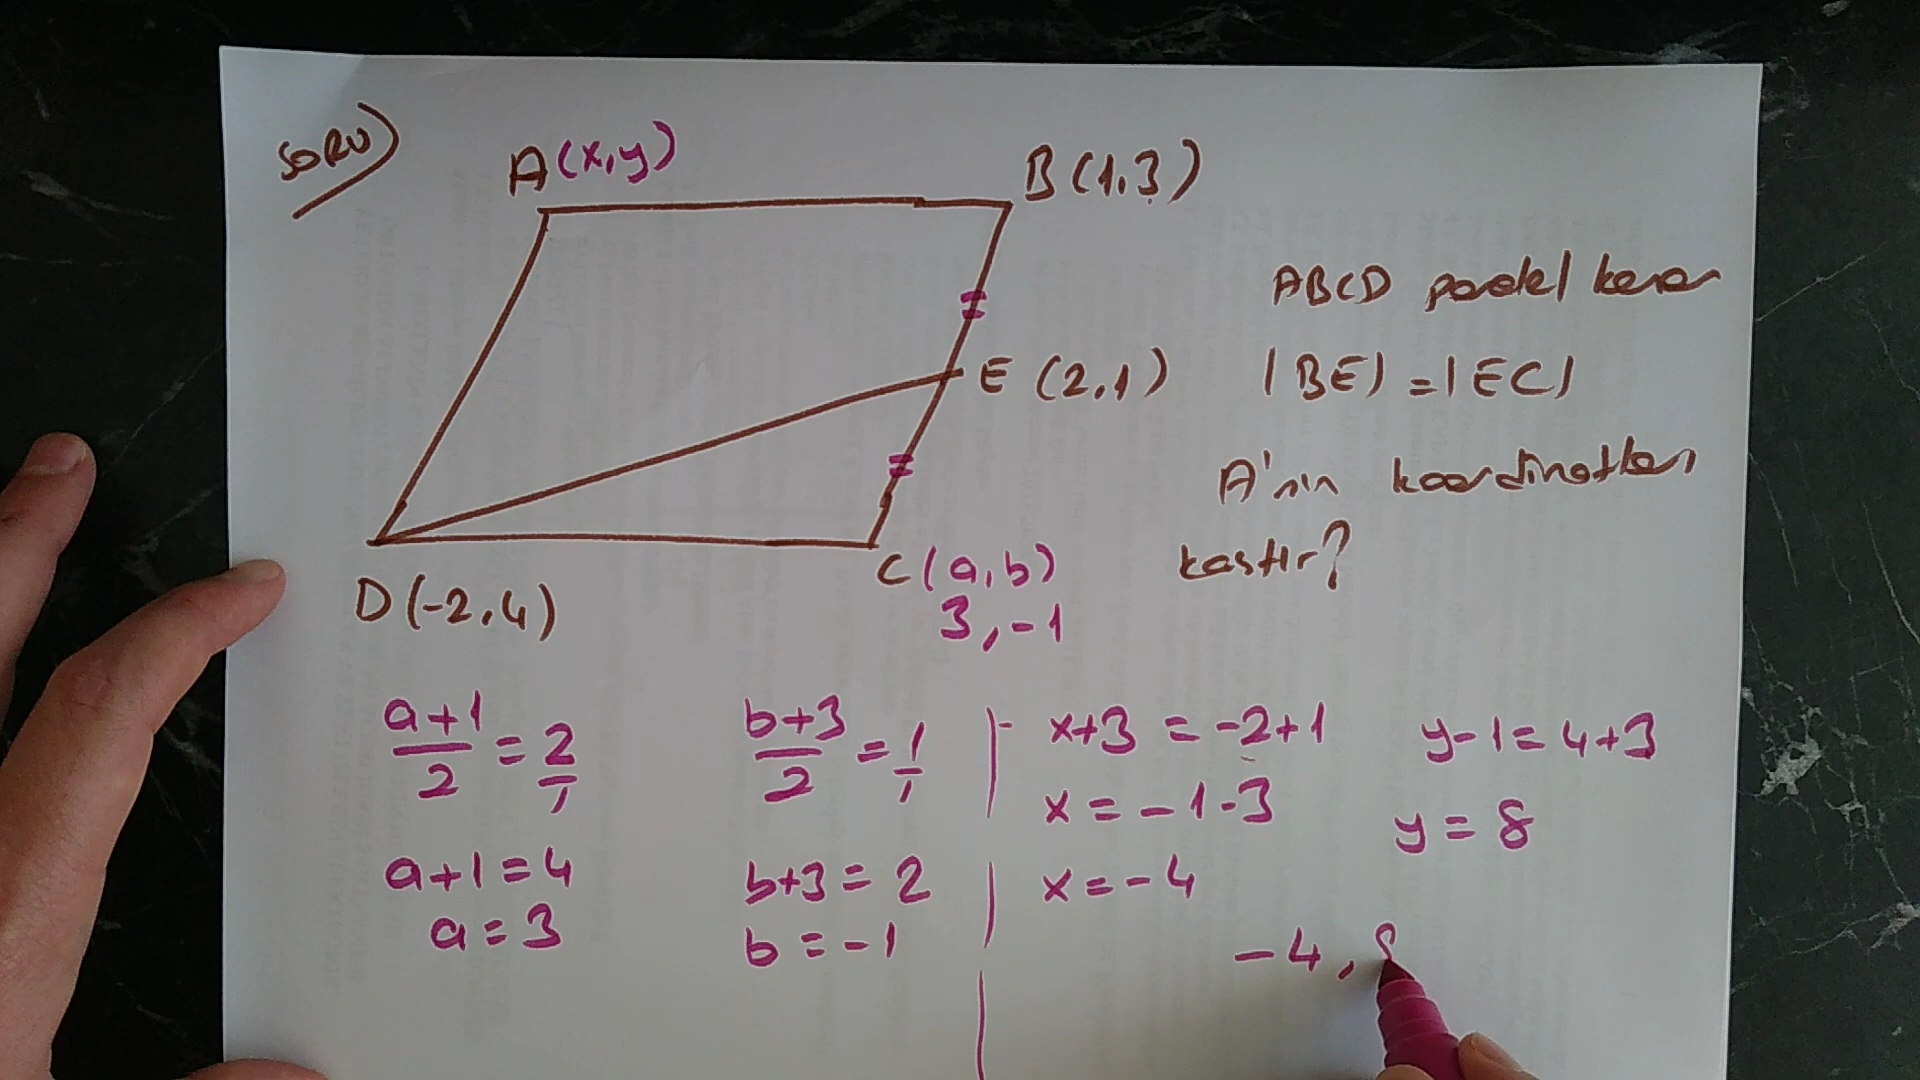 SORU)
A(x,y)
B(1,3)
ABCD paralel kenar
E (2,1)
|BE| = |EC|
A'nın koordinatları
kaçtır?
D(-2,4)
C(a,b)
3,-1
a+1/2 = 2/1
b+3/2 = 1/1
x+3 = -2+1
y-1 = 4+3
x = -1-3
y = 8
a+1 = 4
b+3 = 2
x = -4
a = 3
b = -1
-4, 8